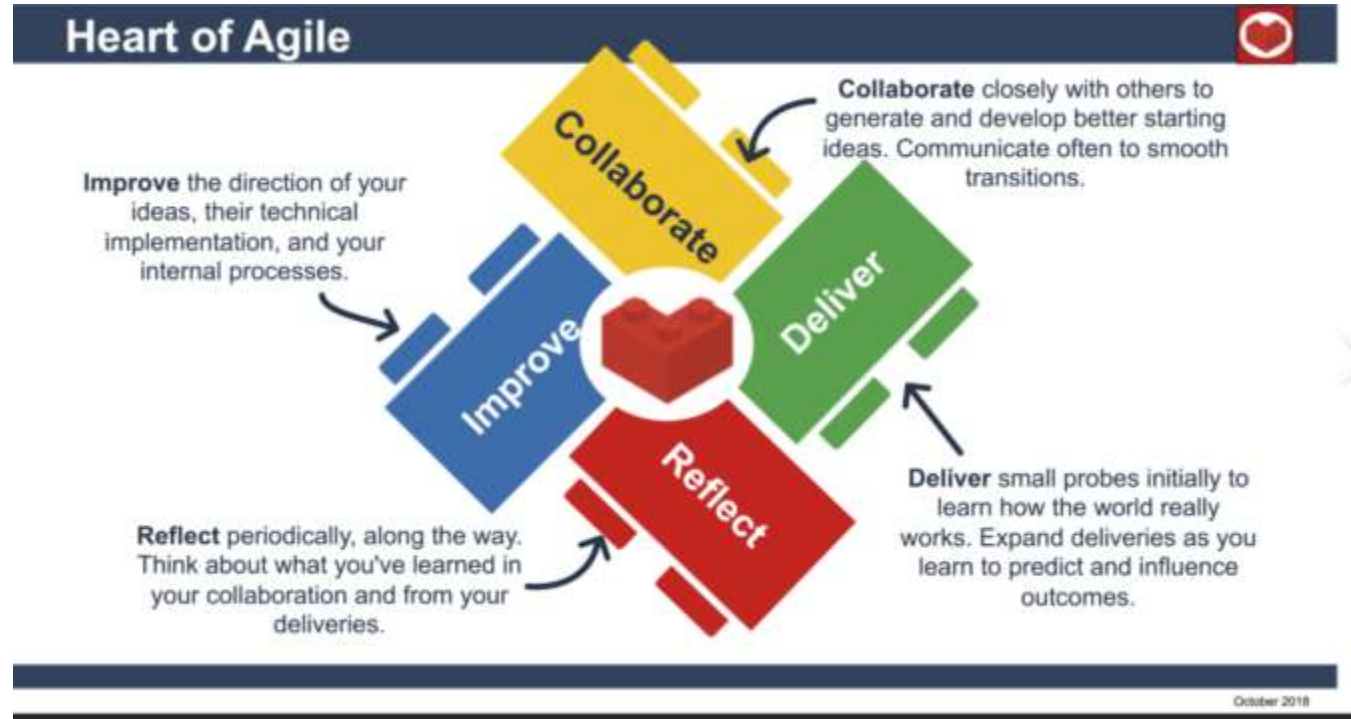 Heart of Agile
Collaborate
Collaborate closely with others to
generate and develop better starting
ideas. Communicate often to smooth
transitions.
Improve the direction of your
ideas, their technical
implementation, and your
internal processes.
Deliver
Improve
Reflect
Deliver small probes initially to
learn how the world really
works. Expand deliveries as you
learn to predict and influence
outcomes.
Reflect periodically, along the way.
Think about what you've learned in
your collaboration and from your
deliveries.
October 2018